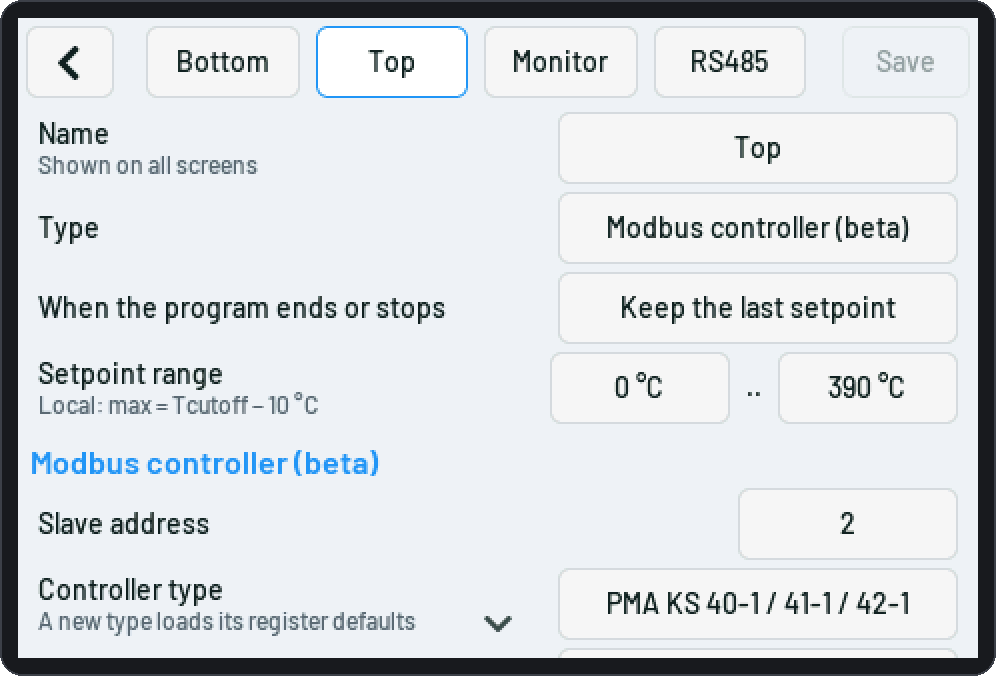 Bottom
Top
Monitor
RS485
Save
Name
Shown on all screens
Top
Type
Modbus controller (beta)
When the program ends or stops
Keep the last setpoint
Setpoint range
Local: max = Tcutoff – 10 °C
0 °C .. 390 °C
Modbus controller (beta)
Slave address
2
Controller type
A new type loads its register defaults
PMA KS 40-1 / 41-1 / 42-1